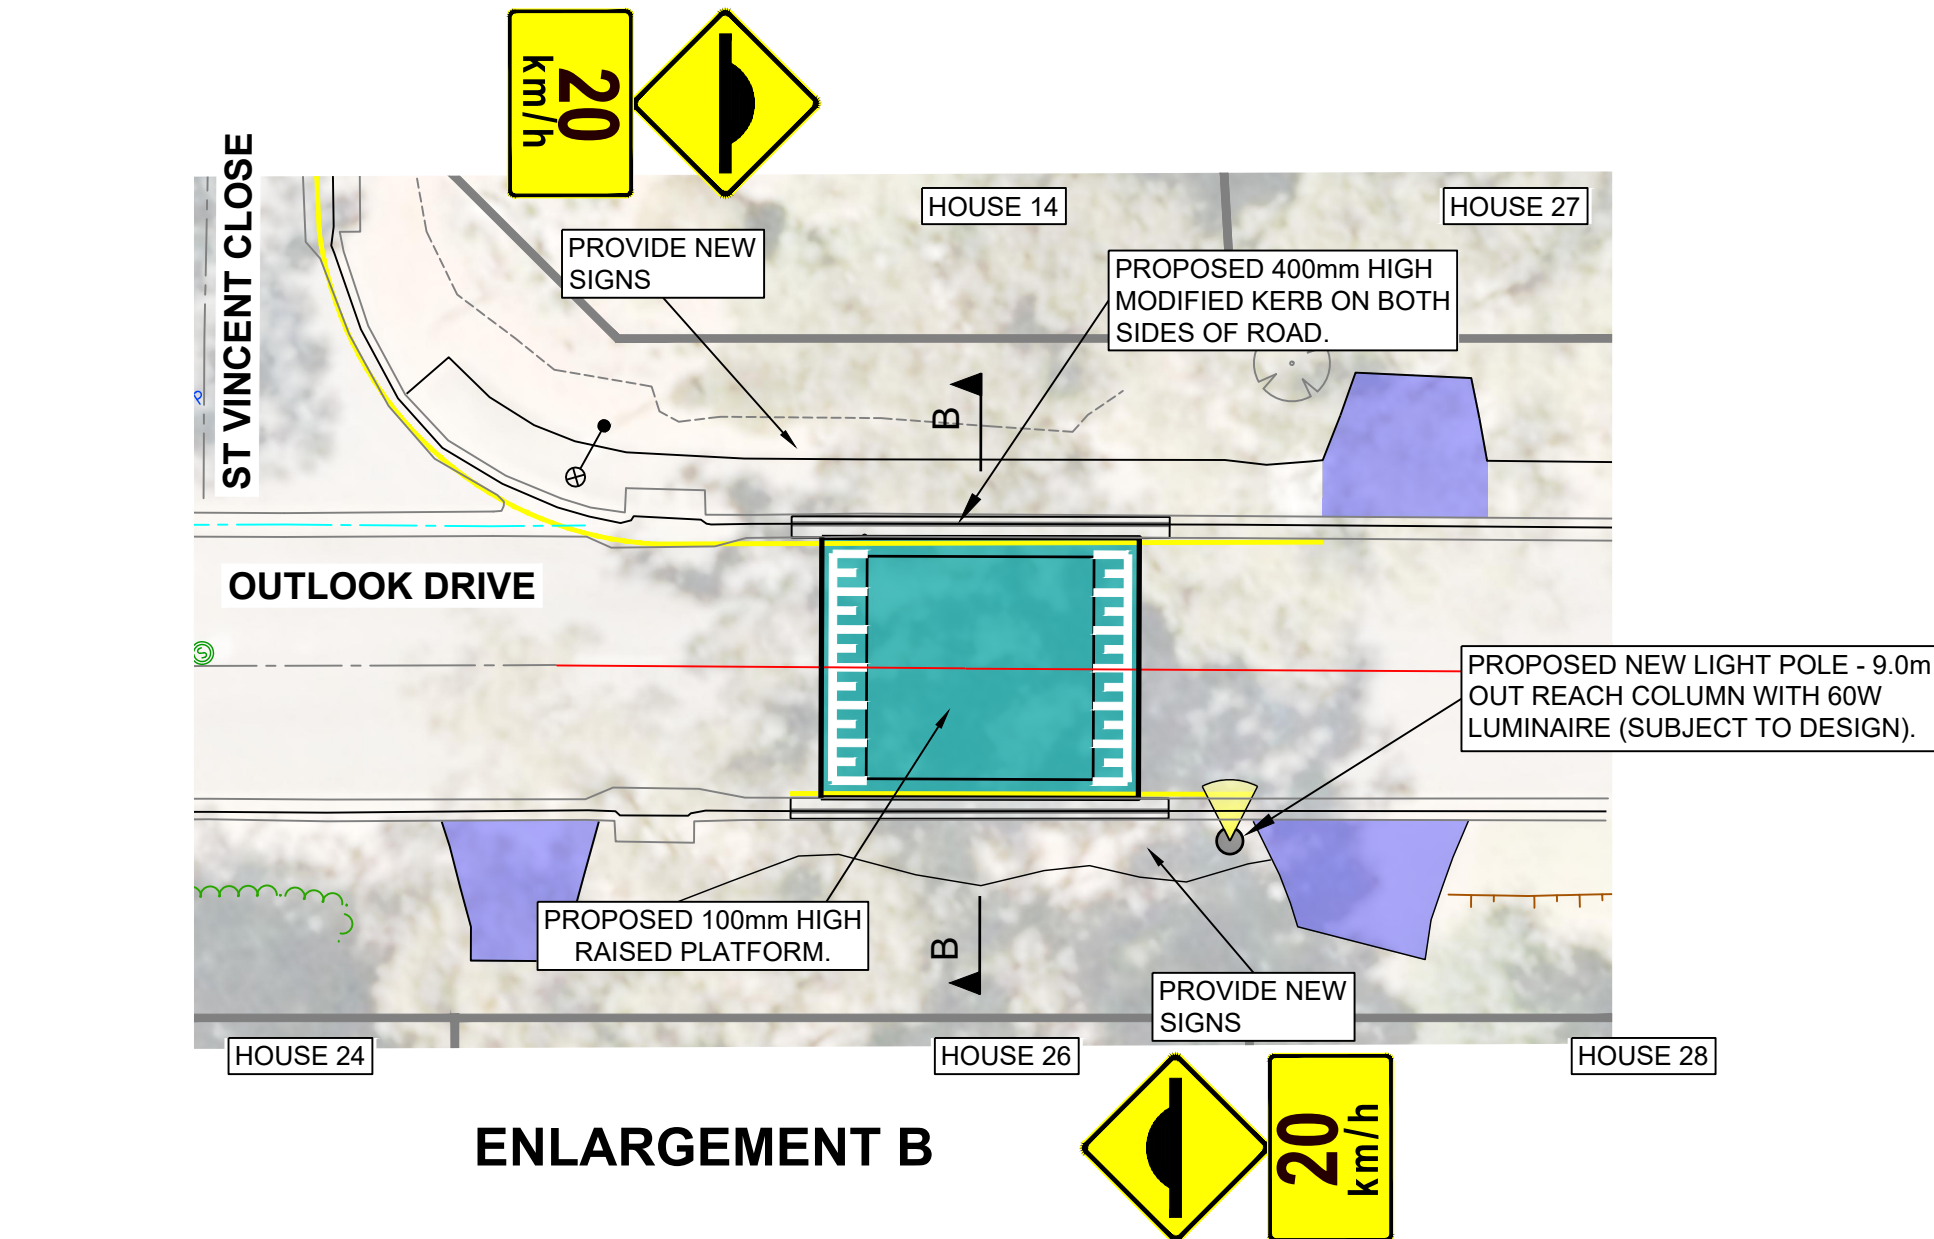 20
km/h
ST VINCENT CLOSE
HOUSE 14
HOUSE 27
PROVIDE NEW
SIGNS
PROPOSED 400mm HIGH
MODIFIED KERB ON BOTH
SIDES OF ROAD.
B
OUTLOOK DRIVE
S
PROPOSED NEW LIGHT POLE - 9.0m
OUT REACH COLUMN WITH 60W
LUMINAIRE (SUBJECT TO DESIGN).
PROPOSED 100mm HIGH
RAISED PLATFORM.
B
PROVIDE NEW
SIGNS
HOUSE 24
HOUSE 26
HOUSE 28
ENLARGEMENT B
20
km/h